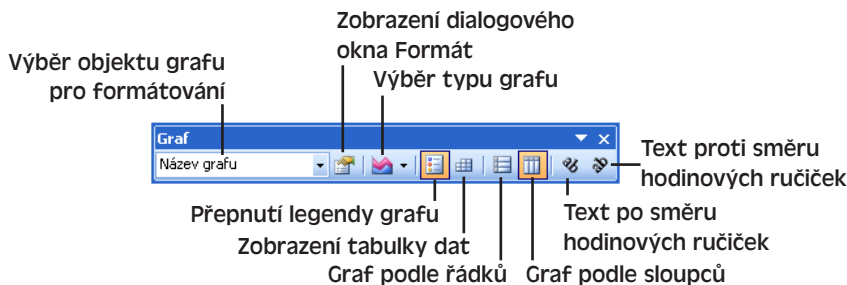 Zobrazení dialogového
okna Formát
Výběr objektu grafu
pro formátování
Výběr typu grafu
Graf
Název grafu
Text proti směru
hodinových ručiček
Přepnutí legendy grafu
Text po směru
hodinových ručiček
Zobrazení tabulky dat
Graf podle řádků
Graf podle sloupců